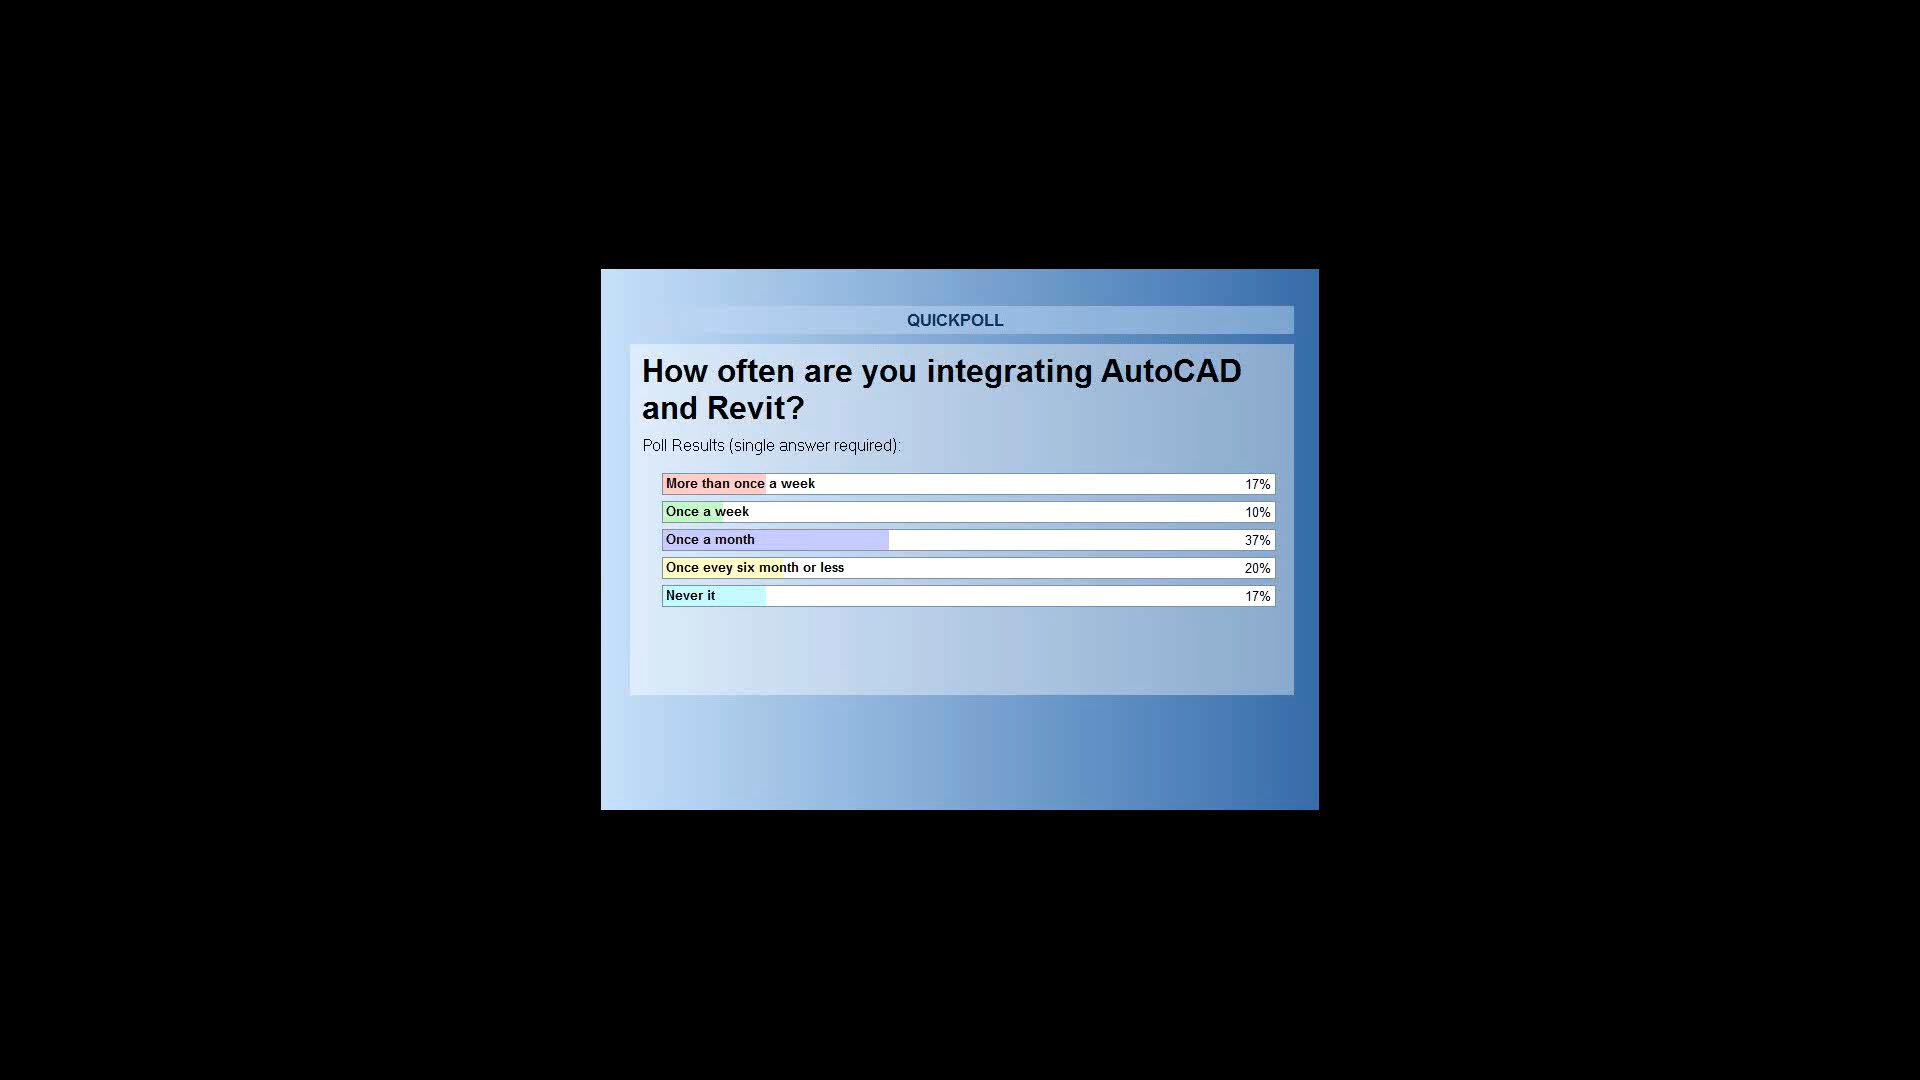 QUICKPOLL
How often are you integrating AutoCAD
and Revit?
Poll Results (single answer required):
More than once a week 17%
Once a week 10%
Once a month 37%
Once evey six month or less 20%
Never it 17%